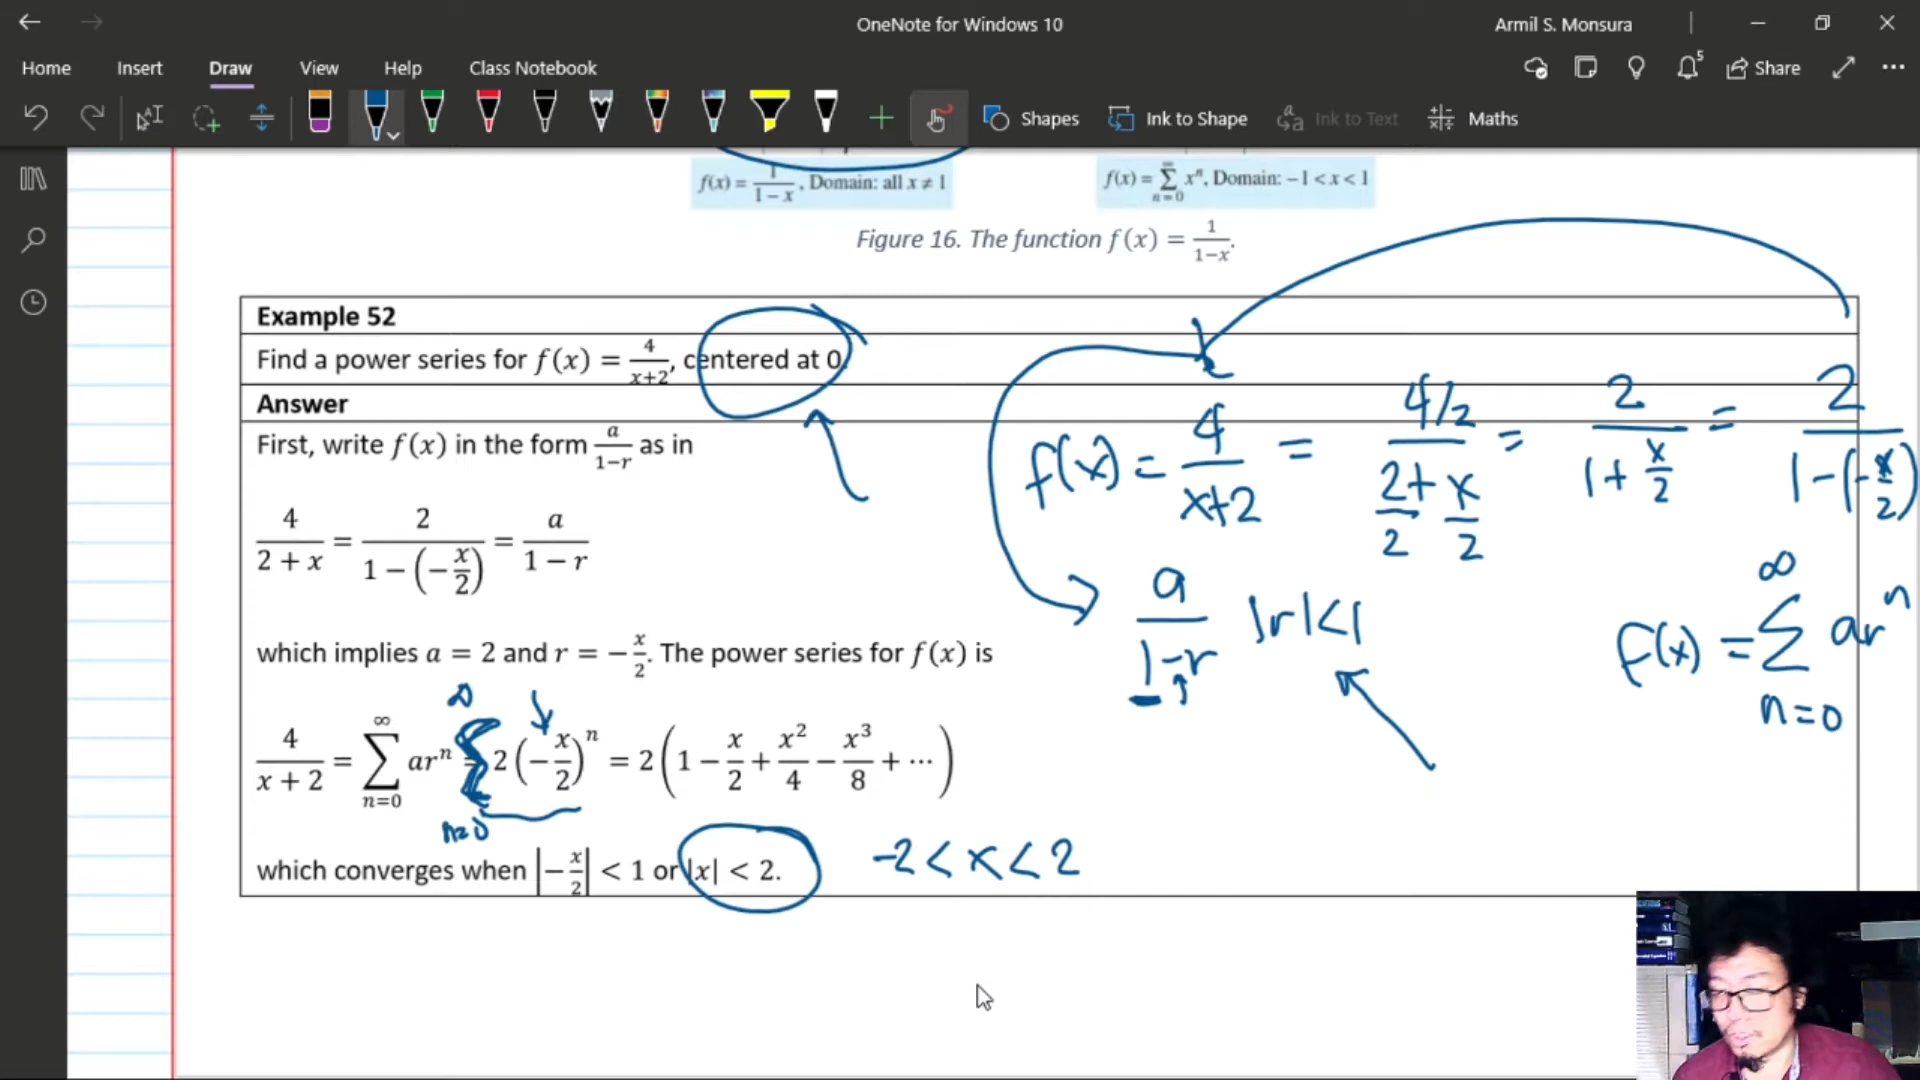 OneNote for Windows 10
Armil S. Monsura
Home Insert Draw View Help Class Notebook
5 Share
Shapes Ink to Shape Ink to Text Maths
f(x) = 1/(1 − x), Domain: all x ≠ 1
f(x) = ∑_{n=0}^{∞} xⁿ, Domain: −1 < x < 1
Figure 16. The function f(x) = 1/(1−x).
Example 52
Find a power series for f(x) = 4/(x+2), centered at 0.
Answer
First, write f(x) in the form a/(1−r) as in
4/(2 + x) = 2/(1 − (−x/2)) = a/(1 − r)
which implies a = 2 and r = −x/2. The power series for f(x) is
4/(x + 2) = ∑_{n=0}^{∞} arⁿ = ∑_{n=0}^{∞} 2(−x/2)ⁿ = 2(1 − x/2 + x²/4 − x³/8 + ⋯)
which converges when |−x/2| < 1 or |x| < 2.
-2 < x < 2
f(x) = 4/(x+2) = (4/2)/(2/2 + x/2) = 2/(1 + x/2) = 2/(1 − (−x/2))
a/(1−r) |r|<1
f(x) = ∑_{n=0}^{∞} arⁿ